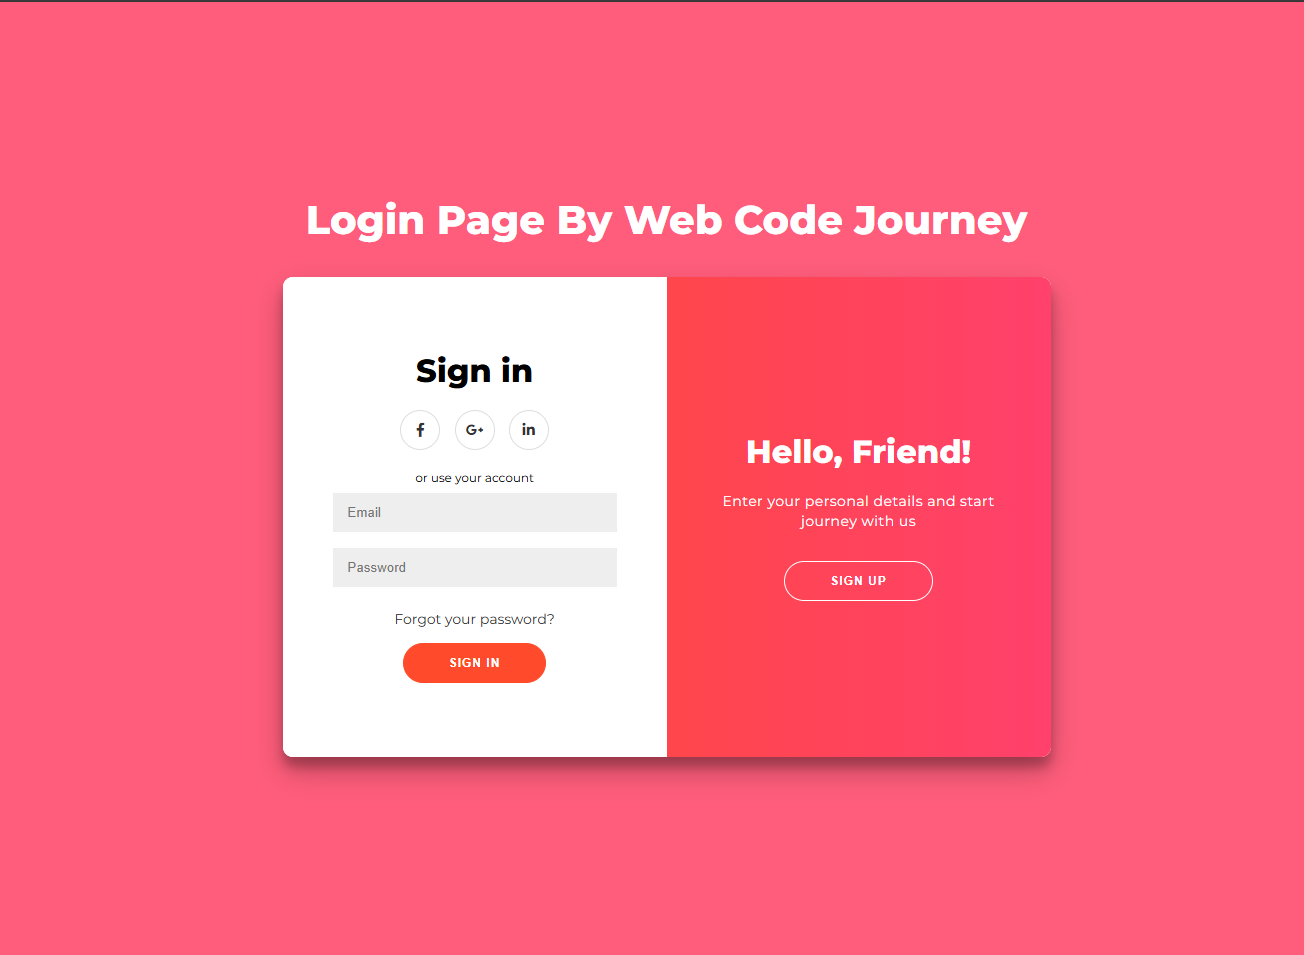 Login Page By Web Code Journey
Sign in
f G+ in
or use your account
Email
Password
Forgot your password?
SIGN IN
Hello, Friend!
Enter your personal details and start
journey with us
SIGN UP